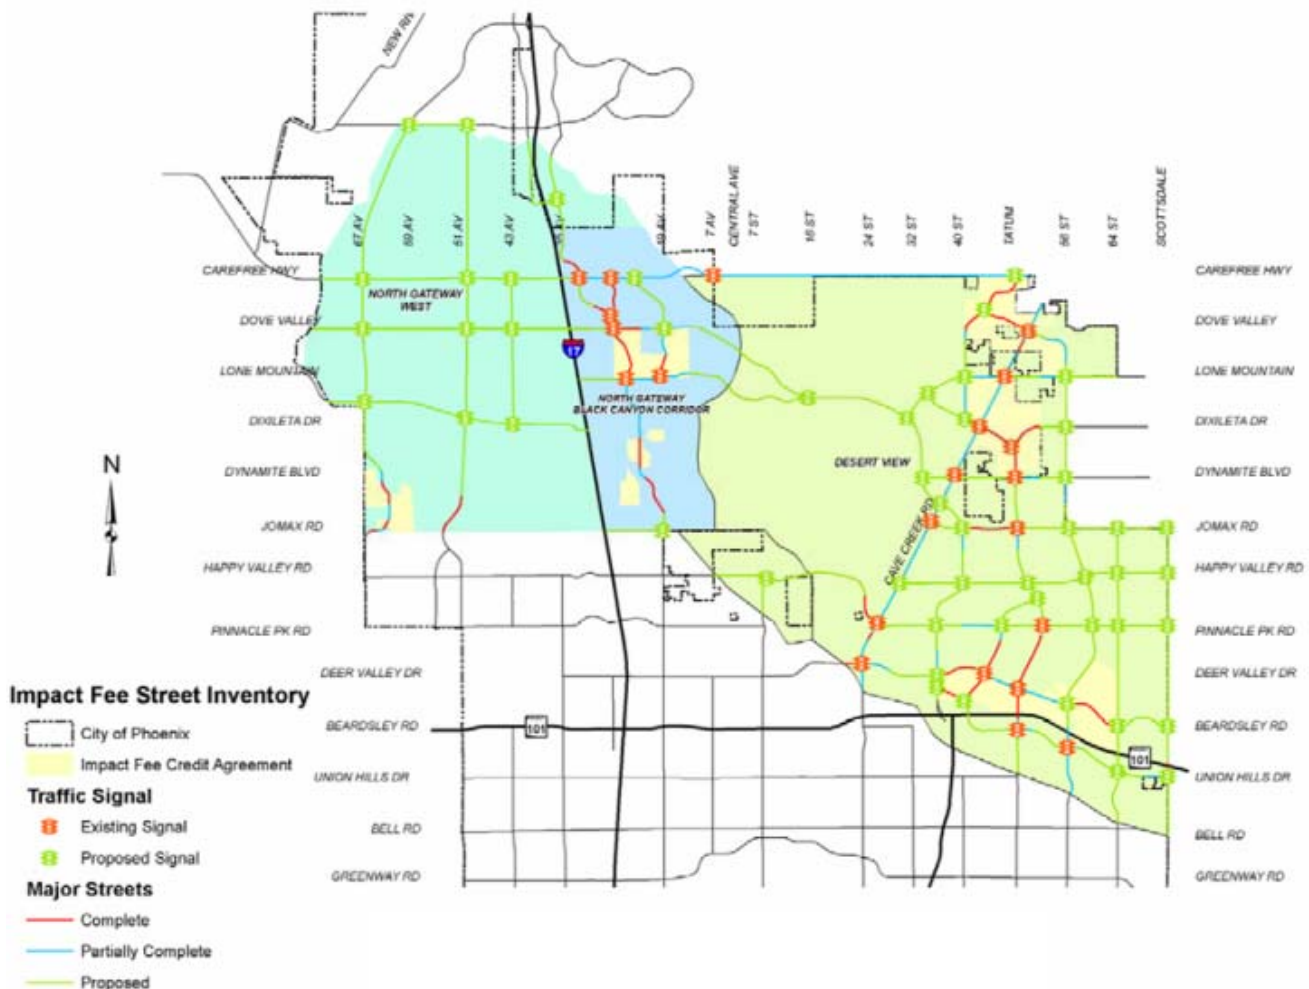 NEW RIV
67 AV
59 AV
51 AV
43 AV
35 AV
19 AV
7 AV
CENTRAL AVE
7 ST
16 ST
24 ST
32 ST
40 ST
TATUM
56 ST
64 ST
SCOTTSDALE
CAREFREE HWY
CAREFREE HWY
NORTH GATEWAY
WEST
DOVE VALLEY
DOVE VALLEY
17
LONE MOUNTAIN
LONE MOUNTAIN
NORTH GATEWAY
BLACK CANYON CORRIDOR
DIXILETA DR
DIXILETA DR
N
DESERT VIEW
DYNAMITE BLVD
DYNAMITE BLVD
CAVE CREEK RD
JOMAX RD
JOMAX RD
HAPPY VALLEY RD
HAPPY VALLEY RD
PINNACLE PK RD
PINNACLE PK RD
DEER VALLEY DR
DEER VALLEY DR
BEARDSLEY RD
101
BEARDSLEY RD
101
UNION HILLS DR
UNION HILLS DR
BELL RD
BELL RD
GREENWAY RD
GREENWAY RD
Impact Fee Street Inventory
City of Phoenix
Impact Fee Credit Agreement
Traffic Signal
Existing Signal
Proposed Signal
Major Streets
Complete
Partially Complete
Proposed